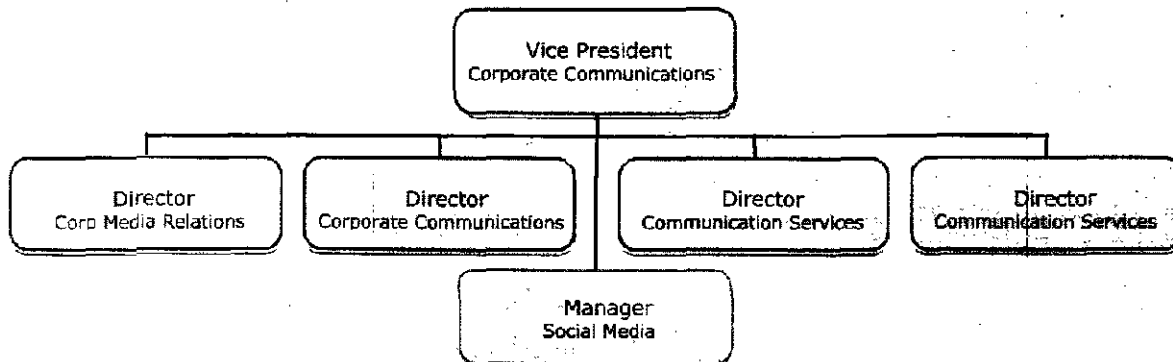 Vice President
Corporate Communications
Director
Corp Media Relations
Director
Corporate Communications
Director
Communication Services
Director
Communication Services
Manager
Social Media